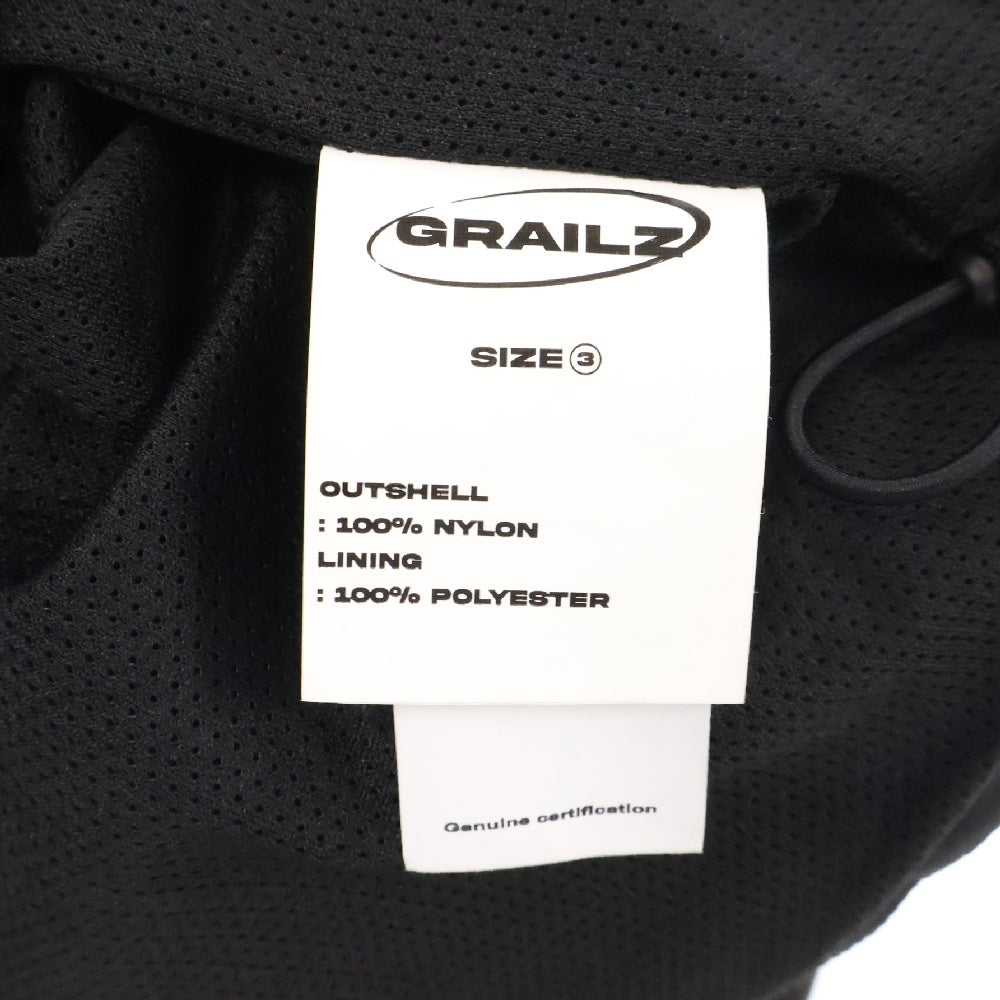 GRAILZ
SIZE ③
OUTSHELL
: 100% NYLON
LINING
: 100% POLYESTER
Genuine certification